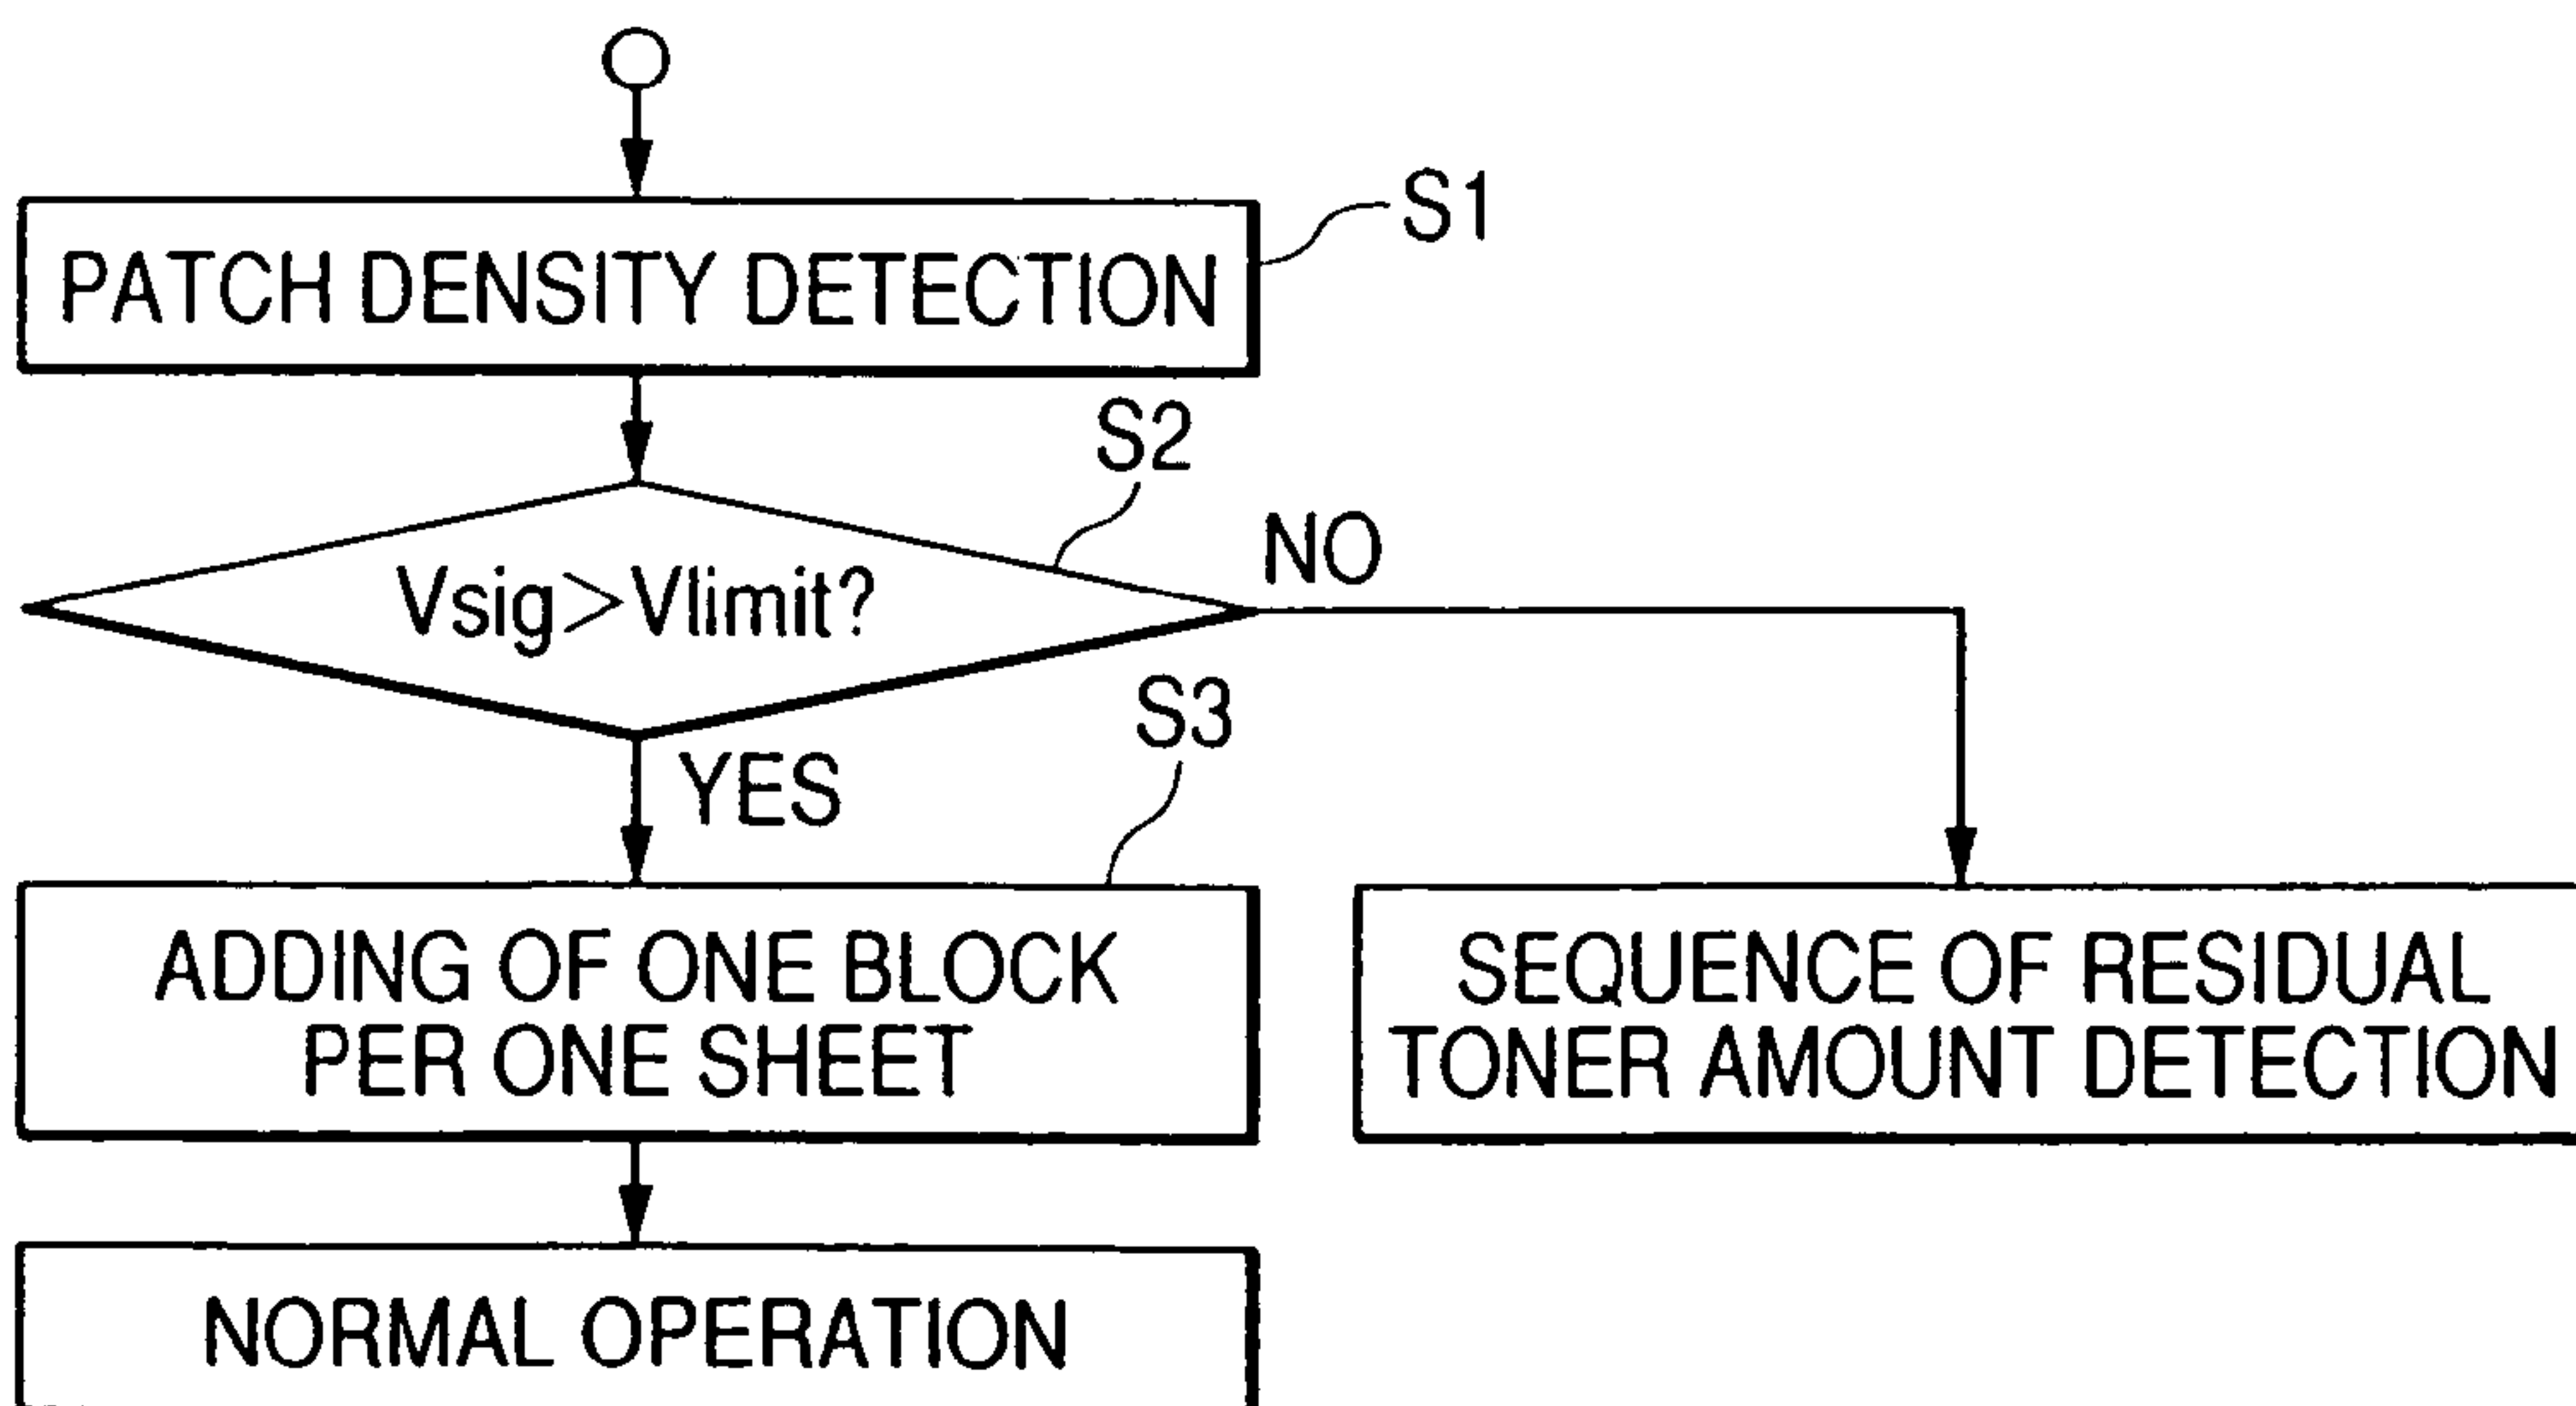 S1
PATCH DENSITY DETECTION
S2
NO
Vsig>Vlimit?
S3
YES
ADDING OF ONE BLOCK
PER ONE SHEET
SEQUENCE OF RESIDUAL
TONER AMOUNT DETECTION
NORMAL OPERATION